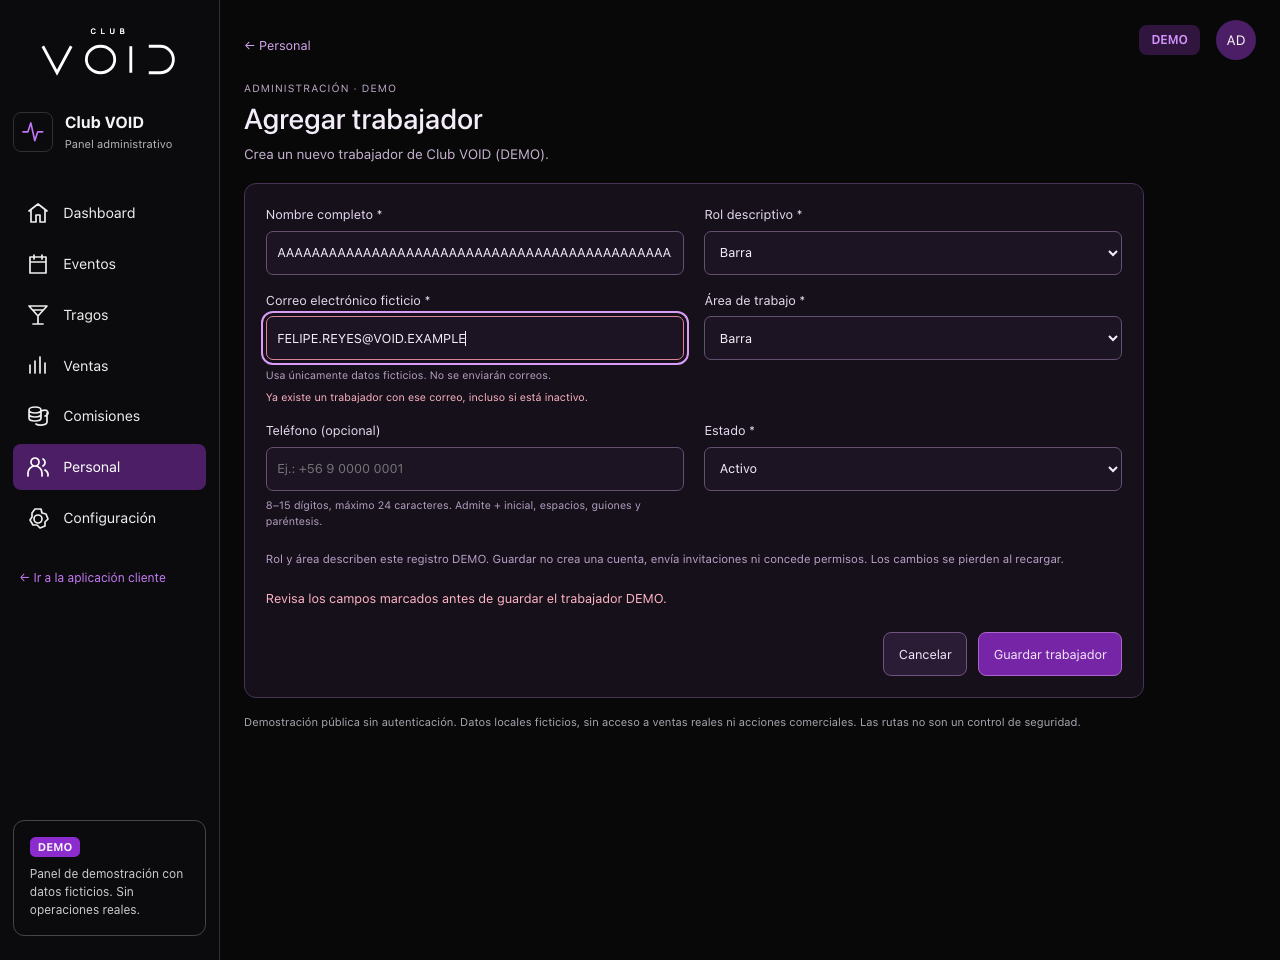 CLUB
VOID
Club VOID
Panel administrativo
Dashboard
Eventos
Tragos
Ventas
Comisiones
Personal
Configuración
← Ir a la aplicación cliente
DEMO
Panel de demostración con
datos ficticios. Sin
operaciones reales.
← Personal
DEMO
AD
ADMINISTRACIÓN · DEMO
Agregar trabajador
Crea un nuevo trabajador de Club VOID (DEMO).
Nombre completo *
AAAAAAAAAAAAAAAAAAAAAAAAAAAAAAAAAAAAAAAAAAAAAA
Rol descriptivo *
Barra
Correo electrónico ficticio *
FELIPE.REYES@VOID.EXAMPLE
Usa únicamente datos ficticios. No se enviarán correos.
Ya existe un trabajador con ese correo, incluso si está inactivo.
Área de trabajo *
Barra
Teléfono (opcional)
Ej.: +56 9 0000 0001
8–15 dígitos, máximo 24 caracteres. Admite + inicial, espacios, guiones y
paréntesis.
Estado *
Activo
Rol y área describen este registro DEMO. Guardar no crea una cuenta, envía invitaciones ni concede permisos. Los cambios se pierden al recargar.
Revisa los campos marcados antes de guardar el trabajador DEMO.
Cancelar
Guardar trabajador
Demostración pública sin autenticación. Datos locales ficticios, sin acceso a ventas reales ni acciones comerciales. Las rutas no son un control de seguridad.